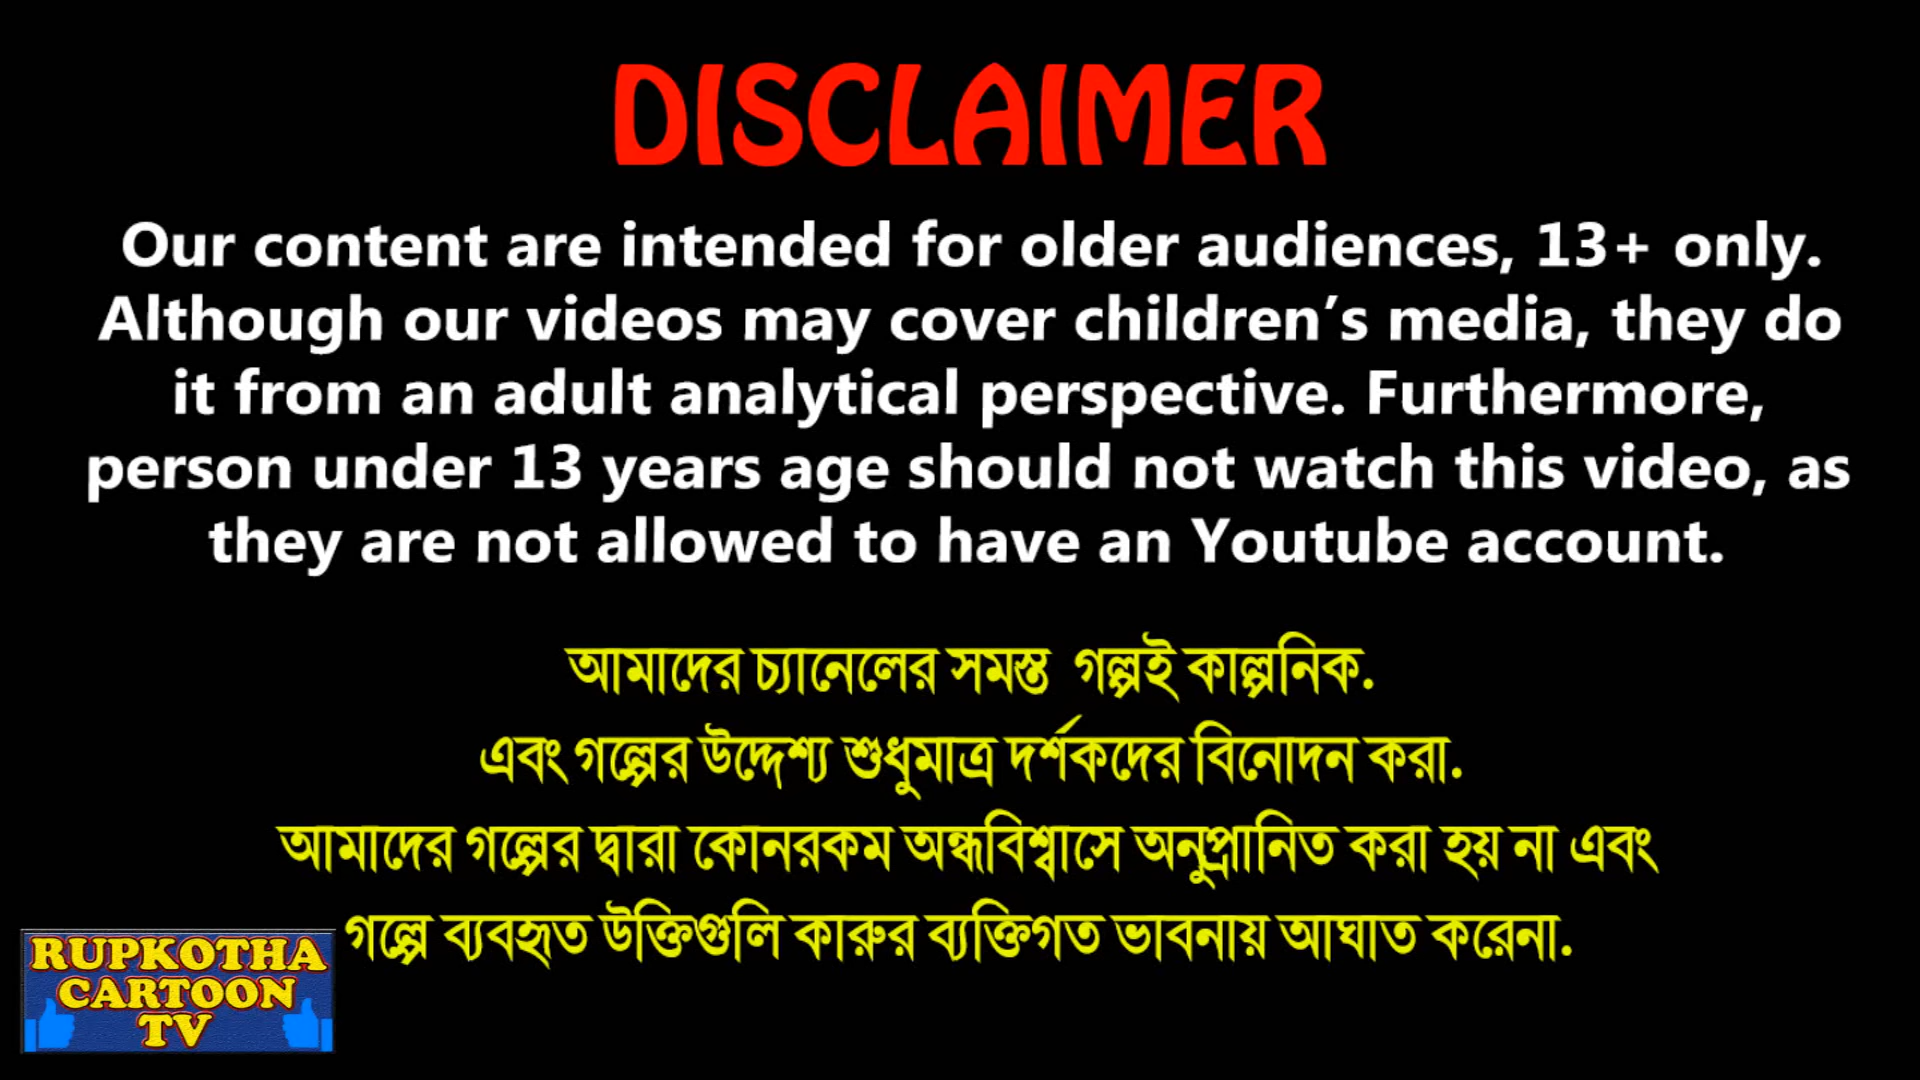 DISCLAIMER
Our content are intended for older audiences, 13+ only.
Although our videos may cover children’s media, they do
it from an adult analytical perspective. Furthermore,
person under 13 years age should not watch this video, as
they are not allowed to have an Youtube account.
আমাদের চ্যানেলের সমস্ত গল্পই কাল্পনিক.
এবং গল্পের উদ্দেশ্য শুধুমাত্র দর্শকদের বিনোদন করা.
আমাদের গল্পের দ্বারা কোনরকম অন্ধবিশ্বাসে অনুপ্রানিত করা হয় না এবং
গল্পে ব্যবহৃত উক্তিগুলি কারুর ব্যক্তিগত ভাবনায় আঘাত করেনা.
RUPKOTHA
CARTOON
TV